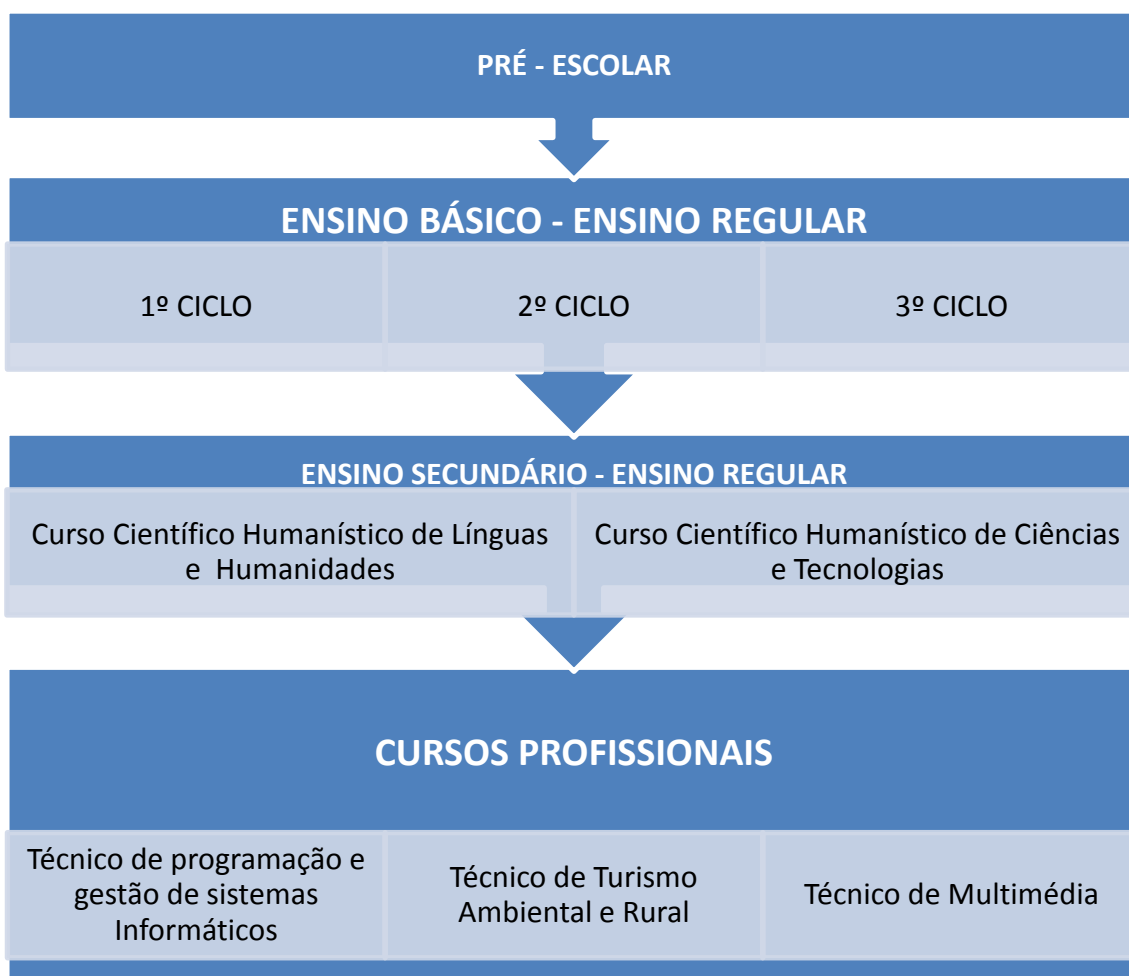 PRÉ - ESCOLAR
ENSINO BÁSICO - ENSINO REGULAR
1º CICLO
2º CICLO
3º CICLO
ENSINO SECUNDÁRIO - ENSINO REGULAR
Curso Científico Humanístico de Línguas
e Humanidades
Curso Científico Humanístico de Ciências
e Tecnologias
CURSOS PROFISSIONAIS
Técnico de programação e
gestão de sistemas
Informáticos
Técnico de Turismo
Ambiental e Rural
Técnico de Multimédia